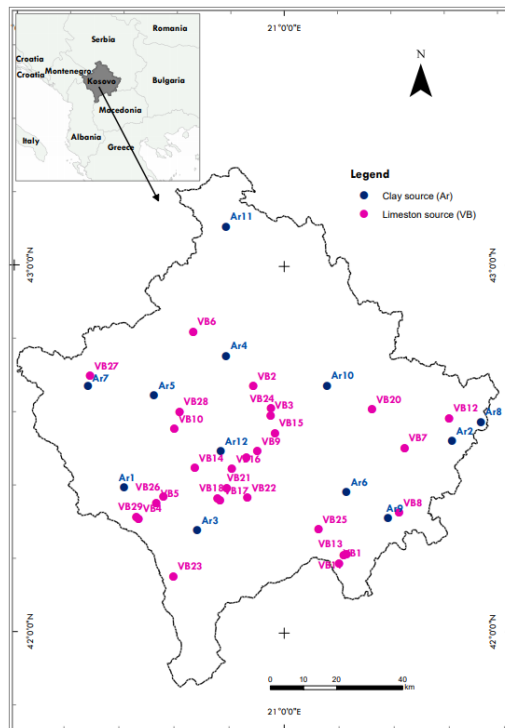 21°0'0"E
Romania
Serbia
Croatia
Croatia
Montenegro
Kosovo
Bulgaria
Macedonia
Albania
Italy
Greece
N
Legend
Clay source (Ar)
Limeston source (VB)
43°0'0"N
43°0'0"N
Ar11
VB6
Ar4
VB27
Ar7
Ar5
VB2
Ar10
VB28
VB24
VB3
VB20
VB12
Ar8
VB10
VB15
Ar2
Ar12
VB9
VB7
VB14
VB16
VB21
Ar1
VB26
VB5
VB18
VB17
VB22
Ar6
VB29
VB4
VB8
Ar9
Ar3
VB25
VB13
VB1
VB23
42°0'0"N
42°0'0"N
0 10 20 40
km
21°0'0"E